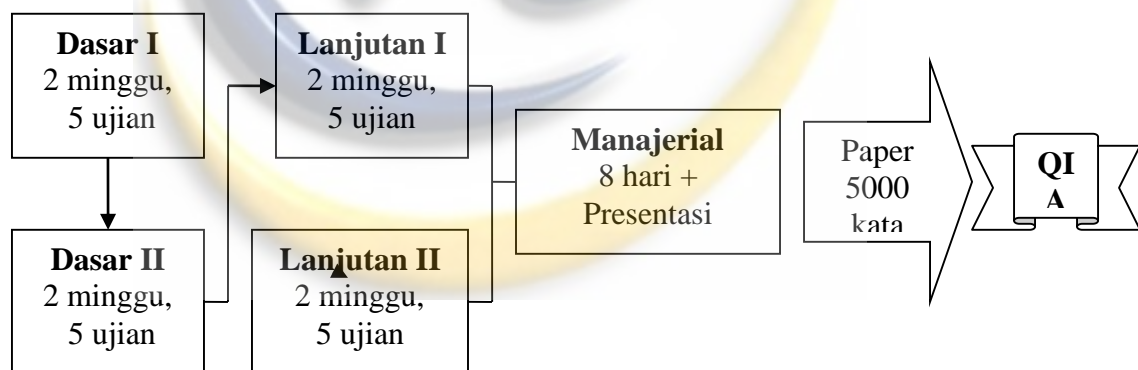 Dasar I
2 minggu,
5 ujian
Lanjutan I
2 minggu,
5 ujian
Manajerial
8 hari +
Presentasi
Paper
5000
kata
QI
A
Dasar II
2 minggu,
5 ujian
Lanjutan II
2 minggu,
5 ujian